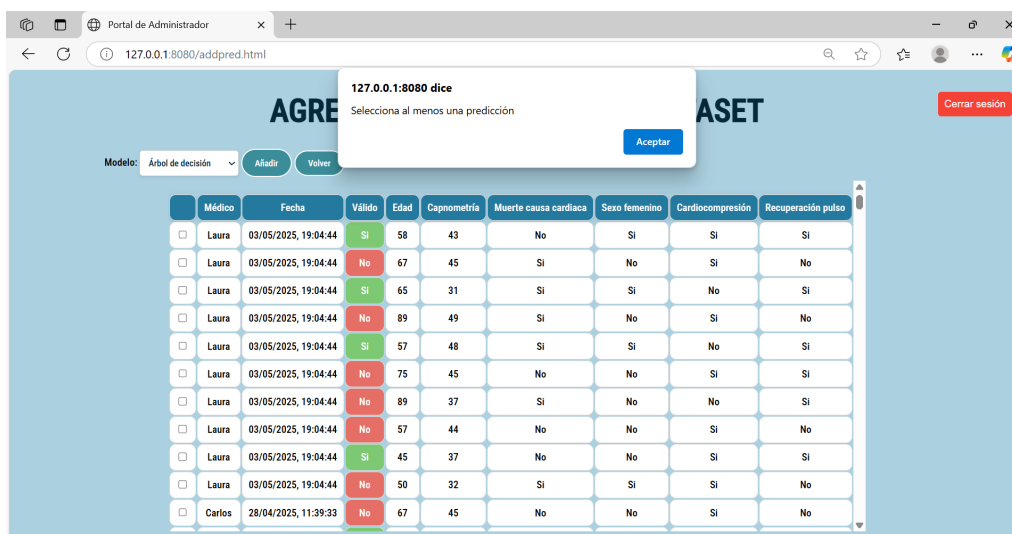 Portal de Administrador
127.0.0.1:8080/addpred.html
127.0.0.1:8080 dice
Selecciona al menos una predicción
Aceptar
AGRE ASET
Cerrar sesión
Modelo: Árbol de decisión Añadir Volver
Médico Fecha Válido Edad Capnometría Muerte causa cardiaca Sexo femenino Cardiocompresión Recuperación pulso
Laura 03/05/2025, 19:04:44 Si 58 43 No Si Si Si
Laura 03/05/2025, 19:04:44 No 67 45 Si No Si No
Laura 03/05/2025, 19:04:44 Si 65 31 Si Si No Si
Laura 03/05/2025, 19:04:44 No 89 49 Si No Si No
Laura 03/05/2025, 19:04:44 Si 57 48 Si Si No Si
Laura 03/05/2025, 19:04:44 No 75 45 No No Si Si
Laura 03/05/2025, 19:04:44 No 89 37 Si No No Si
Laura 03/05/2025, 19:04:44 No 57 44 No No Si No
Laura 03/05/2025, 19:04:44 Si 45 37 No No Si Si
Laura 03/05/2025, 19:04:44 No 50 32 Si Si Si No
Carlos 28/04/2025, 11:39:33 No 67 45 No No Si No